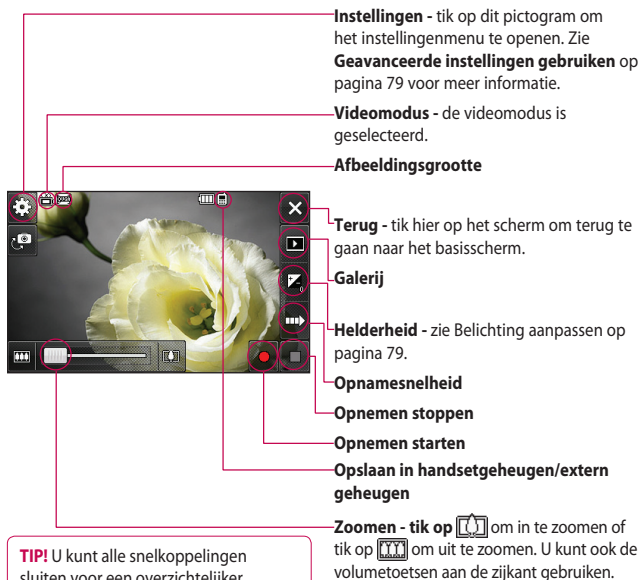 Instellingen - tik op dit pictogram om
het instellingenmenu te openen. Zie
Geavanceerde instellingen gebruiken op
pagina 79 voor meer informatie.
Videomodus - de videomodus is
geselecteerd.
Afbeeldingsgrootte
Terug - tik hier op het scherm om terug te
gaan naar het basisscherm.
Galerij
Helderheid - zie Belichting aanpassen op
pagina 79.
Opnamesnelheid
Opnemen stoppen
Opnemen starten
Opslaan in handsetgeheugen/extern
geheugen
Zoomen - tik op om in te zoomen of
tik op om uit te zoomen. U kunt ook de
volumetoetsen aan de zijkant gebruiken.
TIP! U kunt alle snelkoppelingen
sluiten voor een overzichtelijker